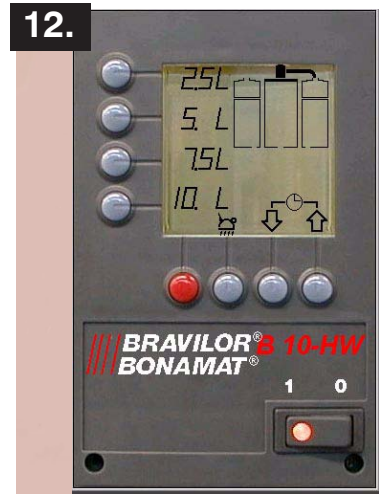 12.
2.5L
5. L
7.5L
10. L
BRAVILOR® B 10-HW
BONAMAT®
1 0